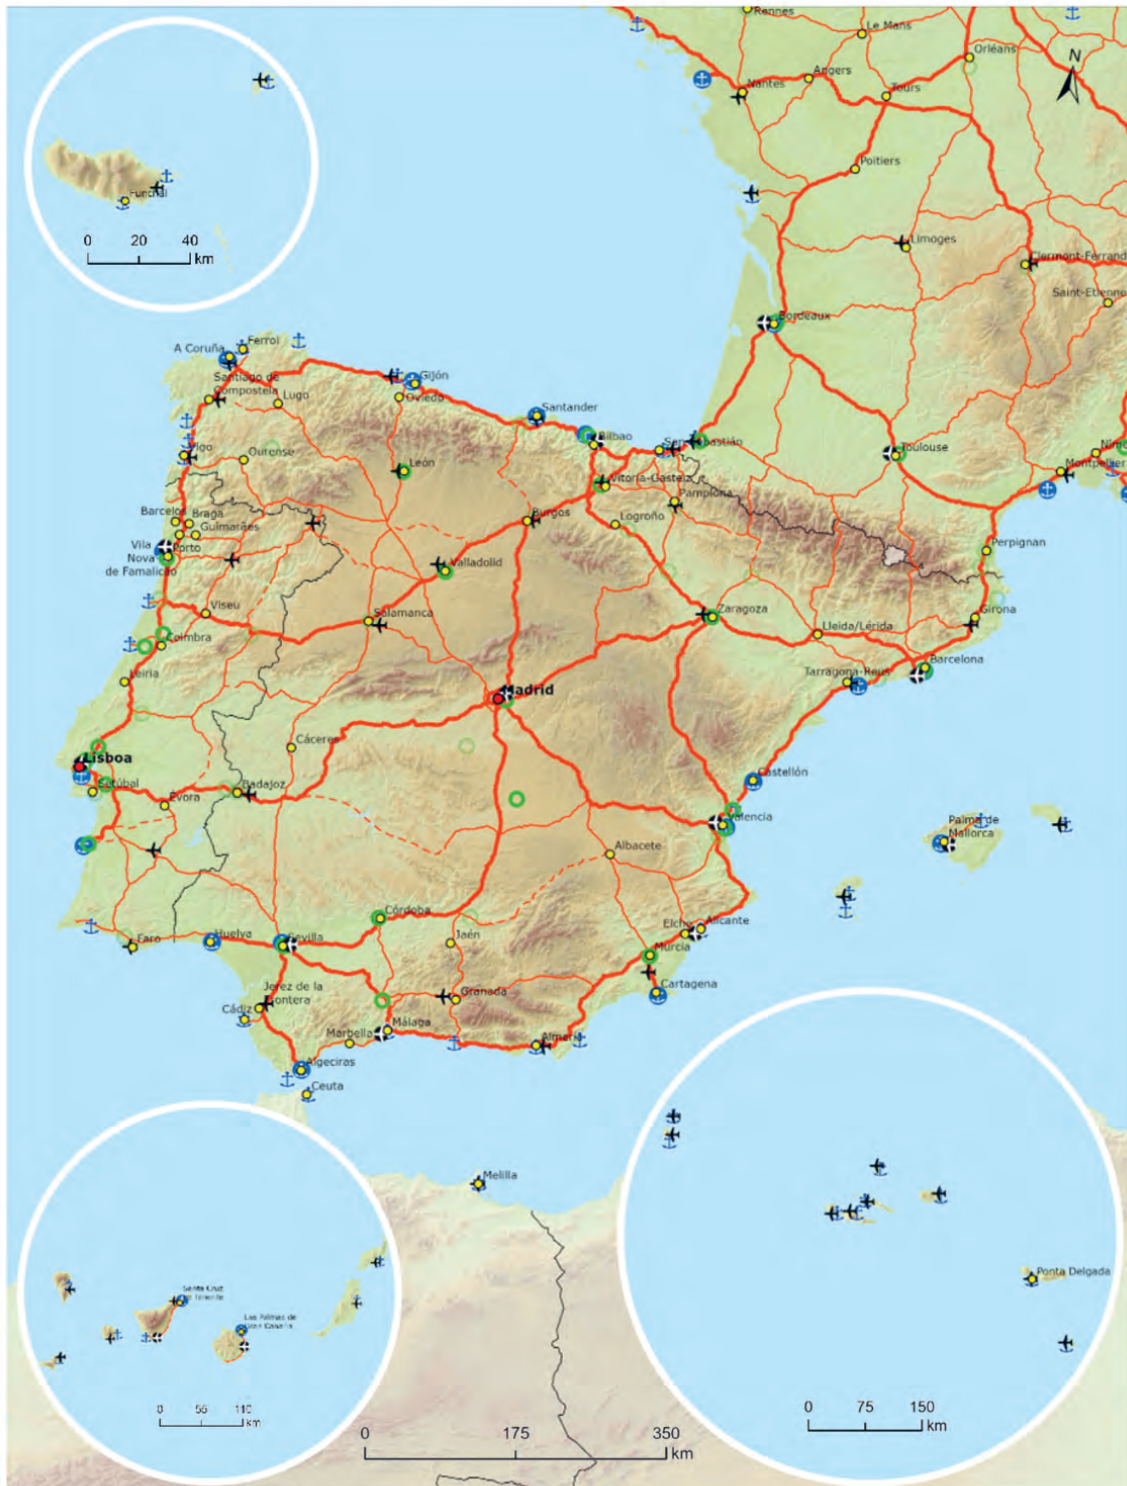 Rennes
Le Mans
Orléans
N
Angers
Tours
Nantes
Poitiers
Funchal
0 20 40
km
Limoges
Clermont-Ferrand
Saint-Etienne
Bordeaux
Ferrol
A Coruña
Santiago de
Compostela
Lugo
Gijón
Oviedo
Santander
Bilbao
San Sebastián
Toulouse
Nîmes
Montpellier
Vigo
Ourense
León
Vitoria-Gasteiz
Pamplona
Burgos
Logroño
Barcelos
Braga
Guimarães
Vila
Nova
de Famalicão
Porto
Perpignan
Valladolid
Viseu
Salamanca
Zaragoza
Girona
Lleida/Lérida
Coimbra
Barcelona
Leiria
Tarragona-Reus
Madrid
Cáceres
Lisboa
Setúbal
Badajoz
Évora
Castellón
Valencia
Palma de
Mallorca
Albacete
Córdoba
Elche
Alicante
Huelva
Sevilla
Jaén
Faro
Murcia
Cartagena
Jerez de la
Frontera
Granada
Cádiz
Marbella
Málaga
Almería
Algeciras
Ceuta
Melilla
Santa Cruz
de Tenerife
Las Palmas de
Gran Canaria
Ponta Delgada
0 55 110
km
0 75 150
km
0 175 350
km